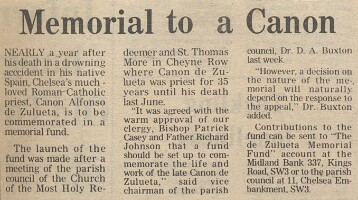 Memorial to a Canon
NEARLY a year after
his death in a drowning
acccident in his native
Spain, Chelsea's much-
loved Roman Catholic
priest, Canon Alfonso
de Zulueta, is to be
commemorated in a
memorial fund.
The launch of the
fund was made after a
meeting of the parish
council of the Church
of the Most Holy Re-
deemer and St. Thomas
More in Cheyne Row
where Canon de Zu-
lueta was priest for 35
years until his death
last June.
"It was agreed with the
warm approval of our
clergy, Bishop Patrick
Casey and Father Richard
Johnson that a fund
should be set up to com-
memorate the life and
work of the late Canon de
Zulueta," said vice
chairman of the parish
council, Dr. D. A. Buxton
last week.
"However, a decision on
the nature of the me-
morial will naturally
depend on the response to
the appeal," Dr. Buxton
added.
Contributions to the
fund can be sent to "The
de Zulueta Memorial
Fund" account at the
Midland Bank 337, Kings
Road, SW3 or to the parish
council at 11, Chelsea Em-
bankment, SW3.